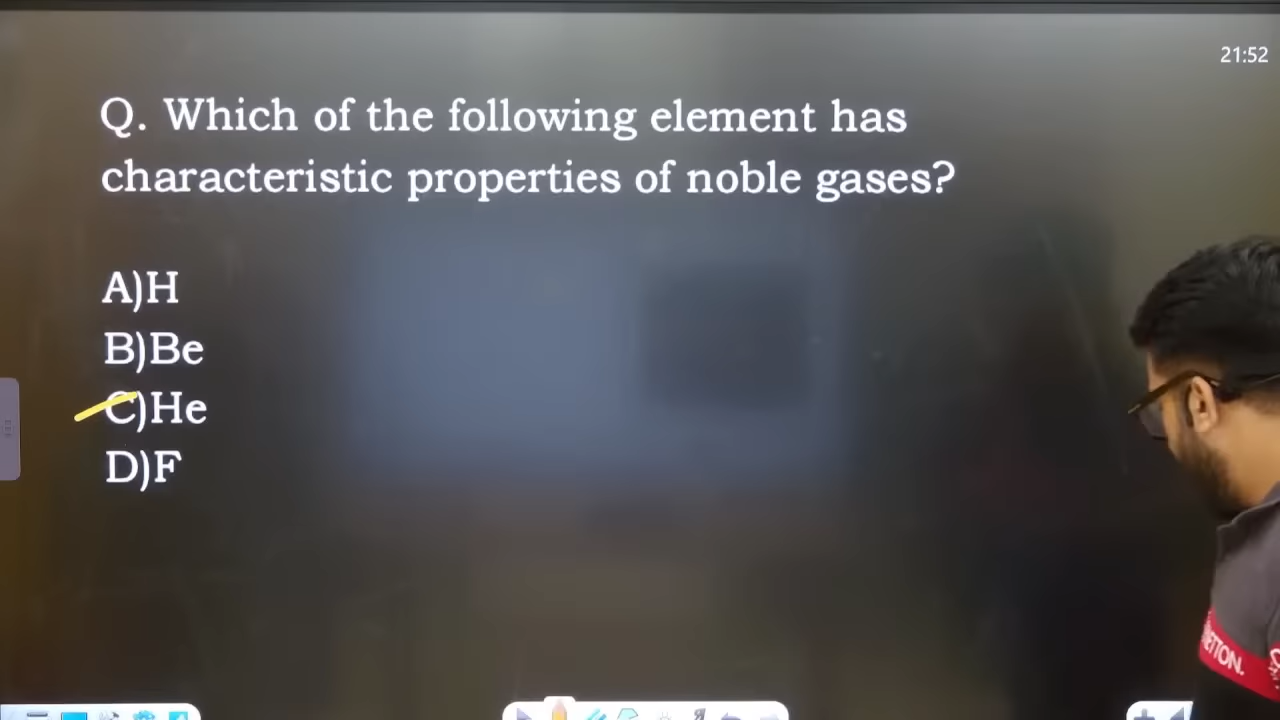 21:52
Q. Which of the following element has
characteristic properties of noble gases?
A)H
B)Be
C)He
D)F